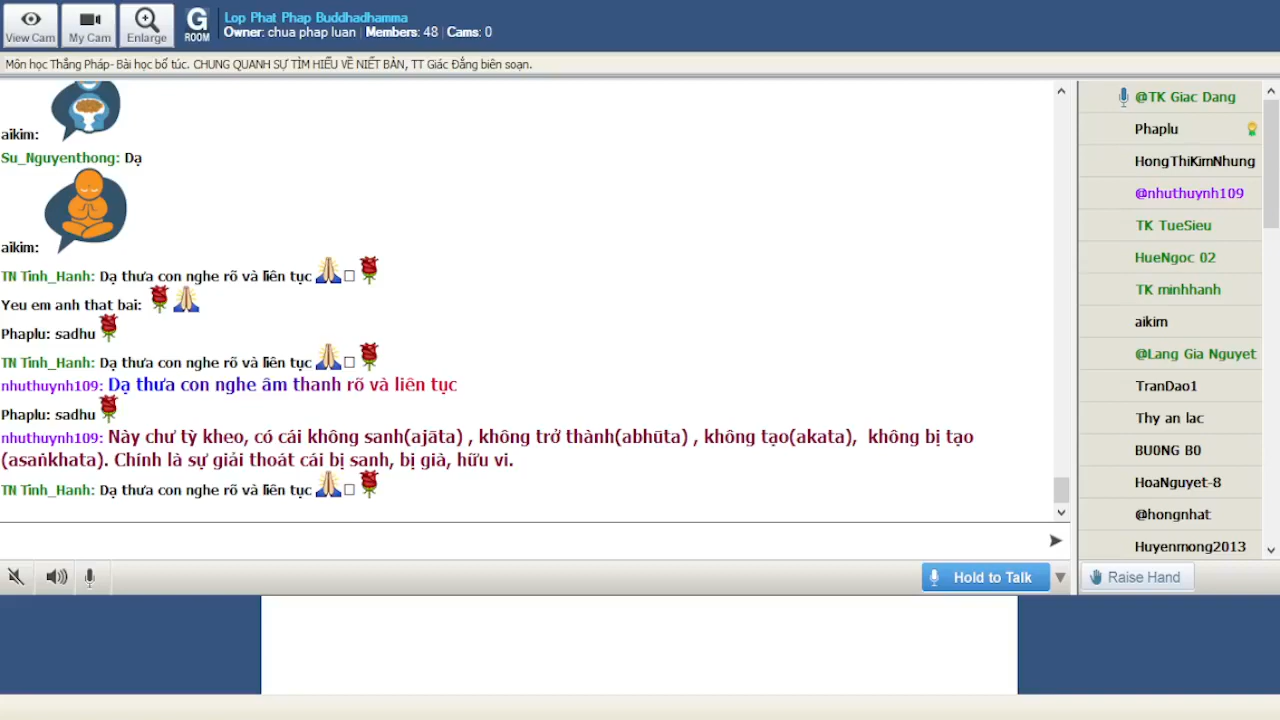 View Cam
My Cam
Enlarge
G
ROOM
Lop Phat Phap Buddhadhamma
Owner: chua phap luan | Members: 48 | Cams: 0
Môn học Thắng Pháp- Bài học bổ túc. CHUNG QUANH SỰ TÌM HIỂU VỀ NIẾT BÀN, TT Giác Đẳng biên soạn.
aikim:
Su_Nguyenthong: Dạ
aikim:
TN Tinh_Hanh: Dạ thưa con nghe rõ và liên tục
Yeu em anh that bai:
Phaplu: sadhu
TN Tinh_Hanh: Dạ thưa con nghe rõ và liên tục
nhuthuynh109: Dạ thưa con nghe âm thanh rõ và liên tục
Phaplu: sadhu
nhuthuynh109: Này chư tỳ kheo, có cái không sanh(ajāta) , không trở thành(abhūta) , không tạo(akata), không bị tạo
(asaṅkhata). Chính là sự giải thoát cái bị sanh, bị già, hữu vi.
TN Tinh_Hanh: Dạ thưa con nghe rõ và liên tục
@TK Giac Dang
Phaplu
HongThiKimNhung
@nhuthuynh109
TK TueSieu
HueNgoc 02
TK minhhanh
aikim
@Lang Gia Nguyet
TranDao1
Thy an lac
BU0NG B0
HoaNguyet-8
@hongnhat
Huyenmong2013
Hold to Talk
Raise Hand